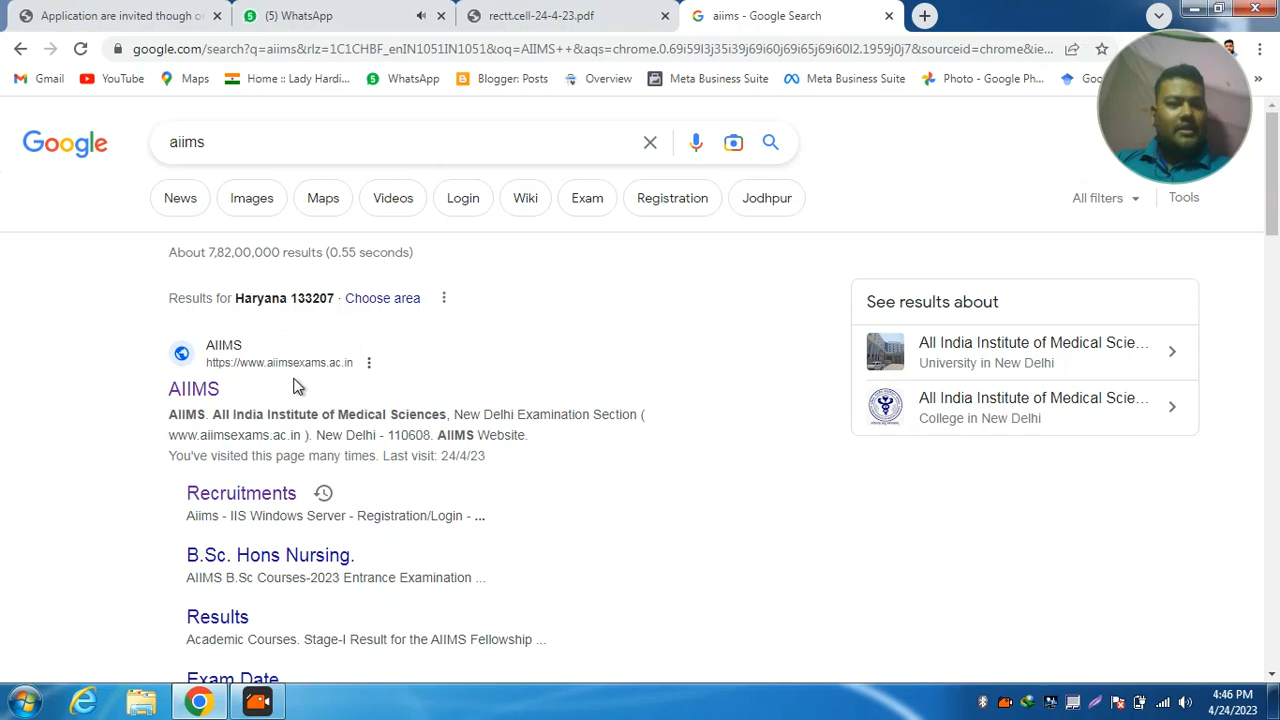 Application are invited though or
(5) WhatsApp
rectt.cell-24-4-23.pdf
aiims - Google Search
google.com/search?q=aiims&rlz=1C1CHBF_enIN1051IN1051&oq=AIIMS++&aqs=chrome.0.69i59l3j35i39j69i60j69i65j69i60l2.1959j0j7&sourceid=chrome&ie...
Gmail
YouTube
Maps
Home :: Lady Hardi...
WhatsApp
Blogger: Posts
Overview
Meta Business Suite
Meta Business Suite
Photo - Google Ph...
Google
aiims
News
Images
Maps
Videos
Login
Wiki
Exam
Registration
Jodhpur
All filters
Tools
About 7,82,00,000 results (0.55 seconds)
Results for Haryana 133207 · Choose area
AIIMS
https://www.aiimsexams.ac.in
AIIMS
AIIMS. All India Institute of Medical Sciences, New Delhi Examination Section (
www.aiimsexams.ac.in ). New Delhi - 110608. AIIMS Website.
You've visited this page many times. Last visit: 24/4/23
Recruitments
Aiims - IIS Windows Server - Registration/Login - ...
B.Sc. Hons Nursing.
AIIMS B.Sc Courses-2023 Entrance Examination ...
Results
Academic Courses. Stage-I Result for the AIIMS Fellowship ...
Exam Date
See results about
All India Institute of Medical Scie...
University in New Delhi
All India Institute of Medical Scie...
College in New Delhi
4:46 PM
4/24/2023